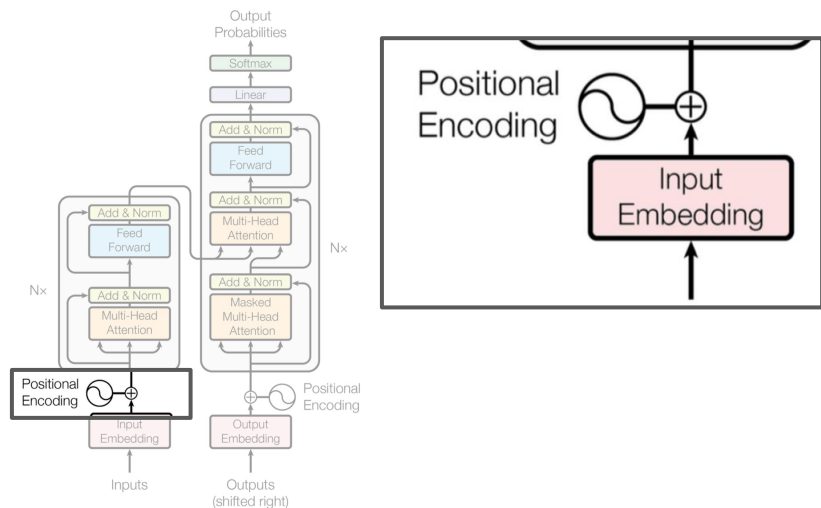 Output
Probabilities
Softmax
Linear
Add & Norm
Feed
Forward
Add & Norm
Multi-Head
Attention
Add & Norm
Masked
Multi-Head
Attention
Nx
Add & Norm
Feed
Forward
Nx
Add & Norm
Multi-Head
Attention
Positional
Encoding
Positional
Encoding
Input
Embedding
Output
Embedding
Inputs
Outputs
(shifted right)
Positional
Encoding
Input
Embedding